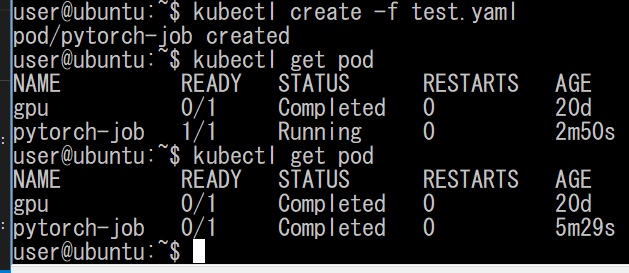 user@ubuntu:~$ kubectl create -f test.yaml
pod/pytorch-job created
user@ubuntu:~$ kubectl get pod
NAME READY STATUS RESTARTS AGE
gpu 0/1 Completed 0 20d
pytorch-job 1/1 Running 0 2m50s
user@ubuntu:~$ kubectl get pod
NAME READY STATUS RESTARTS AGE
gpu 0/1 Completed 0 20d
pytorch-job 0/1 Completed 0 5m29s
user@ubuntu:~$